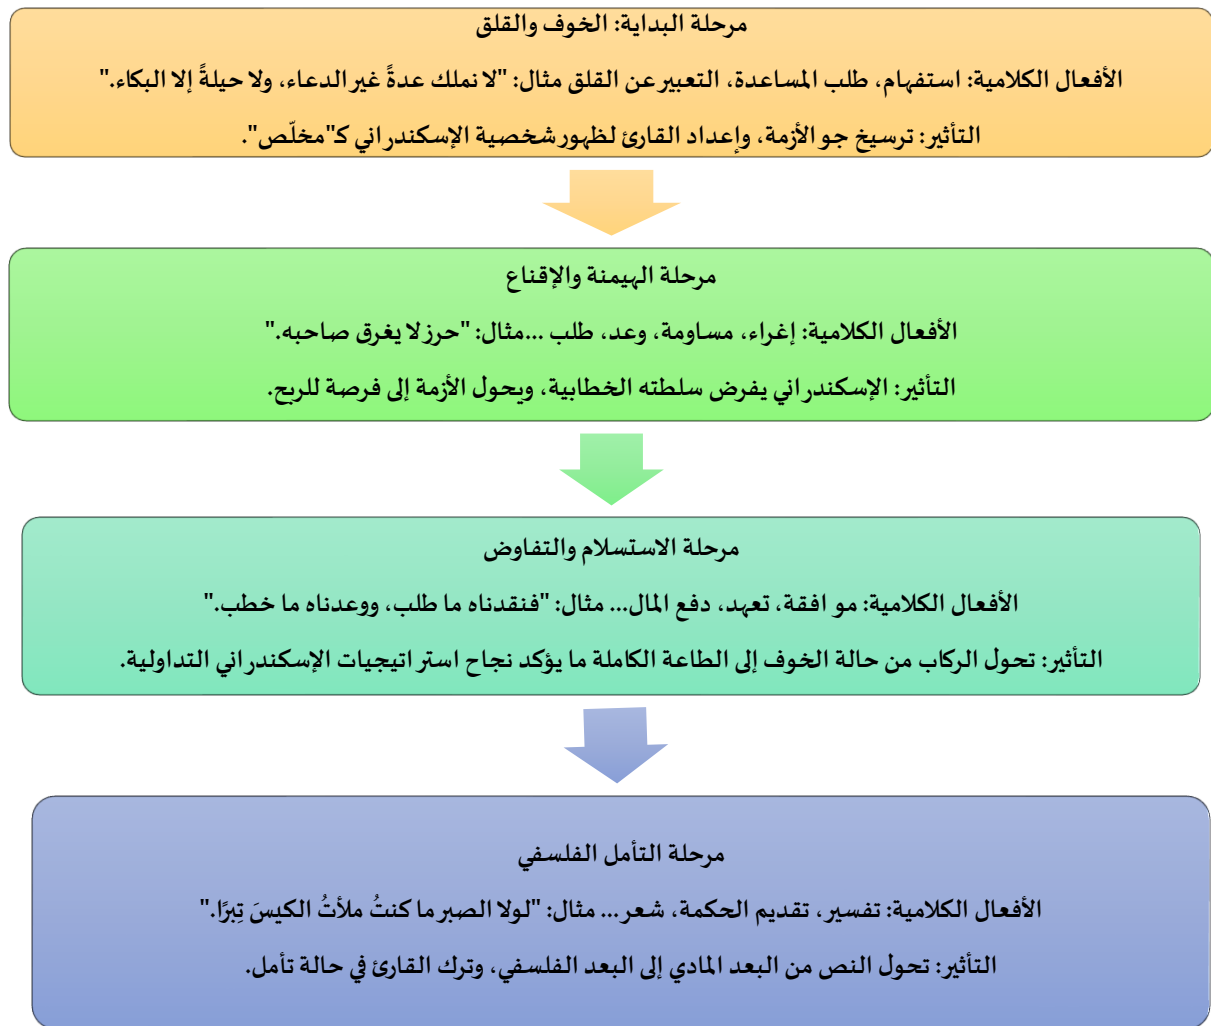 مرحلة البداية: الخوف والقلق
الأفعال الكلامية: استفهام، طلب المساعدة، التعبير عن القلق مثال: "لا نملك عدةً غير الدعاء، ولا حيلةً إلا البكاء."
التأثير: ترسيخ جو الأزمة، وإعداد القارئ لظهور شخصية الإسكندراني كـ"مخلّص".
مرحلة الهيمنة والإقناع
الأفعال الكلامية: إغراء، مساومة، وعد، طلب ...مثال: "حرز لا يغرق صاحبه."
التأثير: الإسكندراني يفرض سلطته الخطابية، ويحول الأزمة إلى فرصة للربح.
مرحلة الاستسلام والتفاوض
الأفعال الكلامية: موافقة، تعهد، دفع المال... مثال: "فنقدناه ما طلب، ووعدناه ما خطب."
التأثير: تحول الركاب من حالة الخوف إلى الطاعة الكاملة ما يؤكد نجاح استراتيجيات الإسكندراني التداولية.
مرحلة التأمل الفلسفي
الأفعال الكلامية: تفسير، تقديم الحكمة، شعر... مثال: "لولا الصبر ما كنتُ ملأتُ الكيسَ تِبرًا."
التأثير: تحول النص من البعد المادي إلى البعد الفلسفي، وترك القارئ في حالة تأمل.